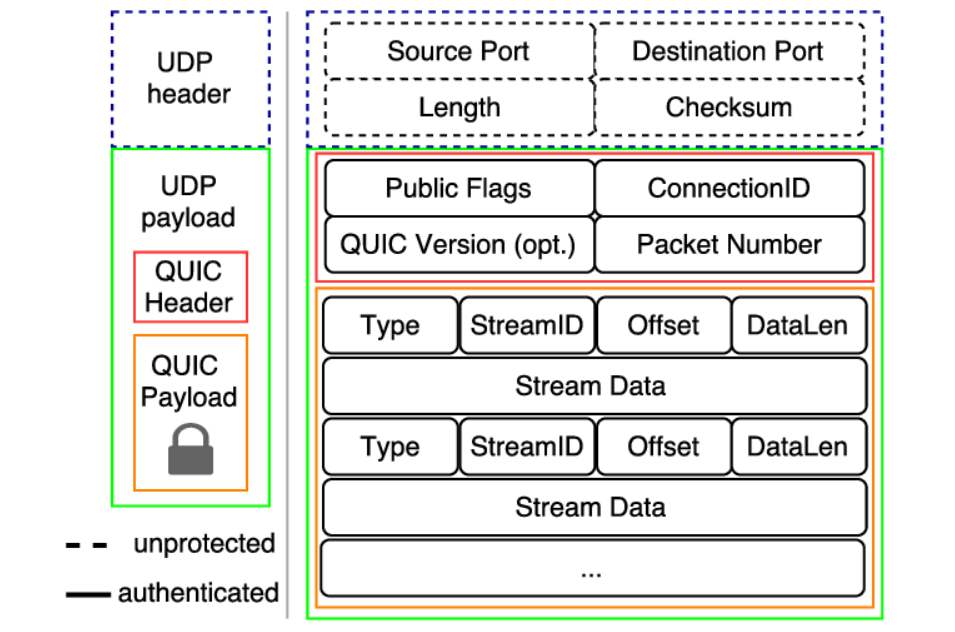 UDP
header
UDP
payload
QUIC
Header
QUIC
Payload
unprotected
authenticated
Source Port Destination Port
Length Checksum
Public Flags ConnectionID
QUIC Version (opt.) Packet Number
Type StreamID Offset DataLen
Stream Data
Type StreamID Offset DataLen
Stream Data
...